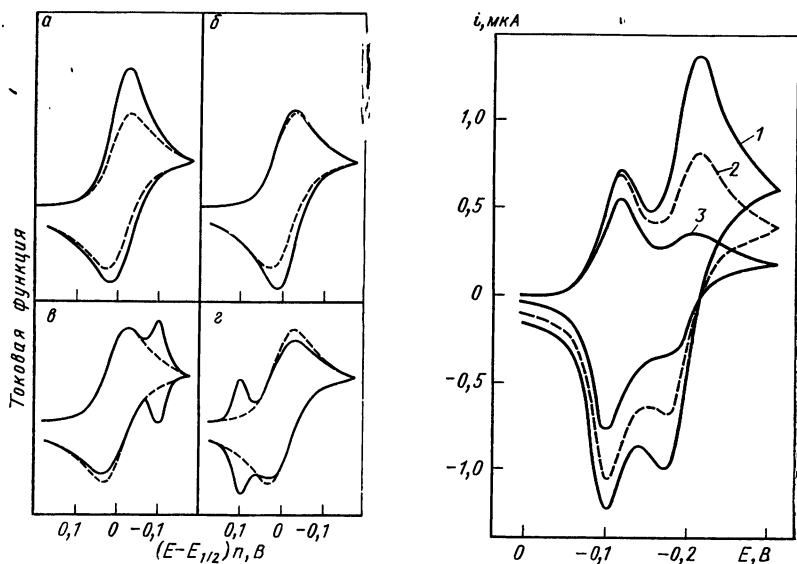 а
б
в
г
Токовая функция
0,1 0 -0,1 0,1 0 -0,1
(E-E1/2)n, В
i, мкА
1,0
0,5
0
-0,5
-1,0
1
2
3
0 -0,1 -0,2 E, В